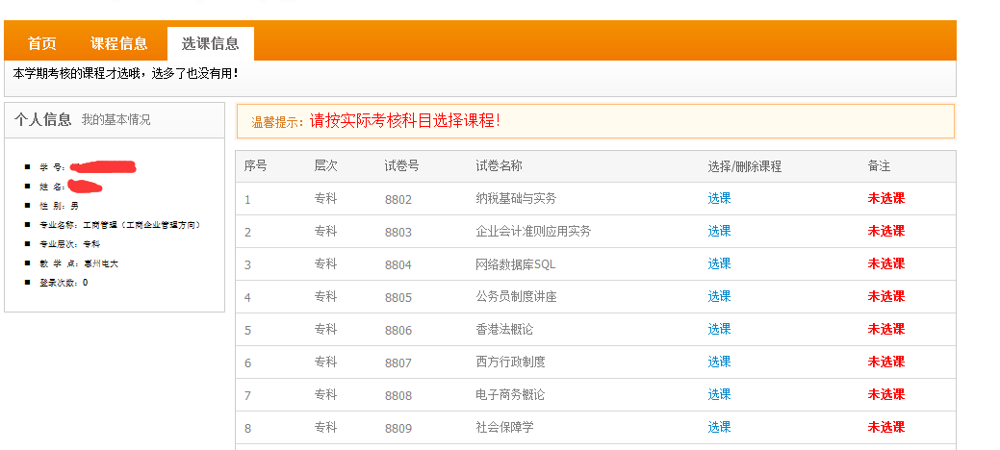 首页 课程信息 选课信息
本学期考核的课程才选哦，选多了也没有用！
个人信息 我的基本情况
学 号：
姓 名：
性 别：男
专业名称：工商管理（工商企业管理方向）
专业层次：专科
教 学 点：惠州电大
登录次数：0
温馨提示：请按实际考核科目选择课程！
序号 层次 试卷号 试卷名称 选择/删除课程 备注
1 专科 8802 纳税基础与实务 选课 未选课
2 专科 8803 企业会计准则应用实务 选课 未选课
3 专科 8804 网络数据库SQL 选课 未选课
4 专科 8805 公务员制度讲座 选课 未选课
5 专科 8806 香港法概论 选课 未选课
6 专科 8807 西方行政制度 选课 未选课
7 专科 8808 电子商务概论 选课 未选课
8 专科 8809 社会保障学 选课 未选课